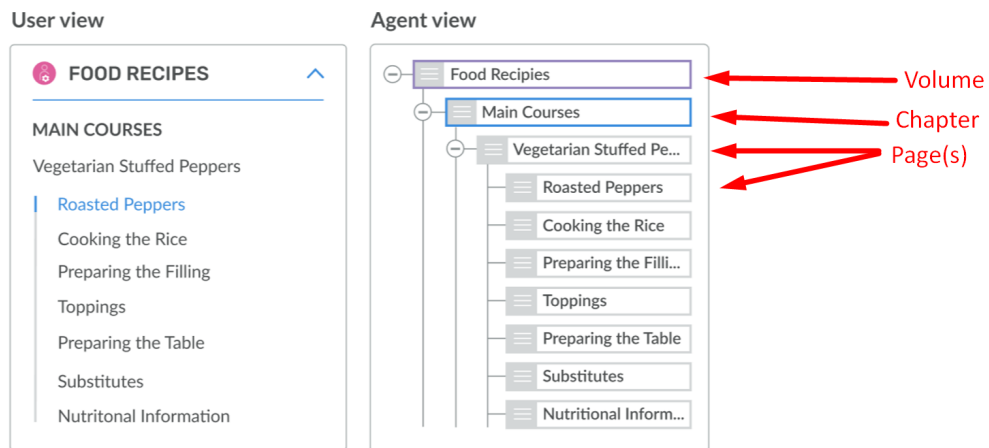 User view
FOOD RECIPES
MAIN COURSES
Vegetarian Stuffed Peppers
Roasted Peppers
Cooking the Rice
Preparing the Filling
Toppings
Preparing the Table
Substitutes
Nutritonal Information
Agent view
Food Recipies
Main Courses
Vegetarian Stuffed Pe...
Roasted Peppers
Cooking the Rice
Preparing the Filli...
Toppings
Preparing the Table
Substitutes
Nutritional Inform...
Volume
Chapter
Page(s)